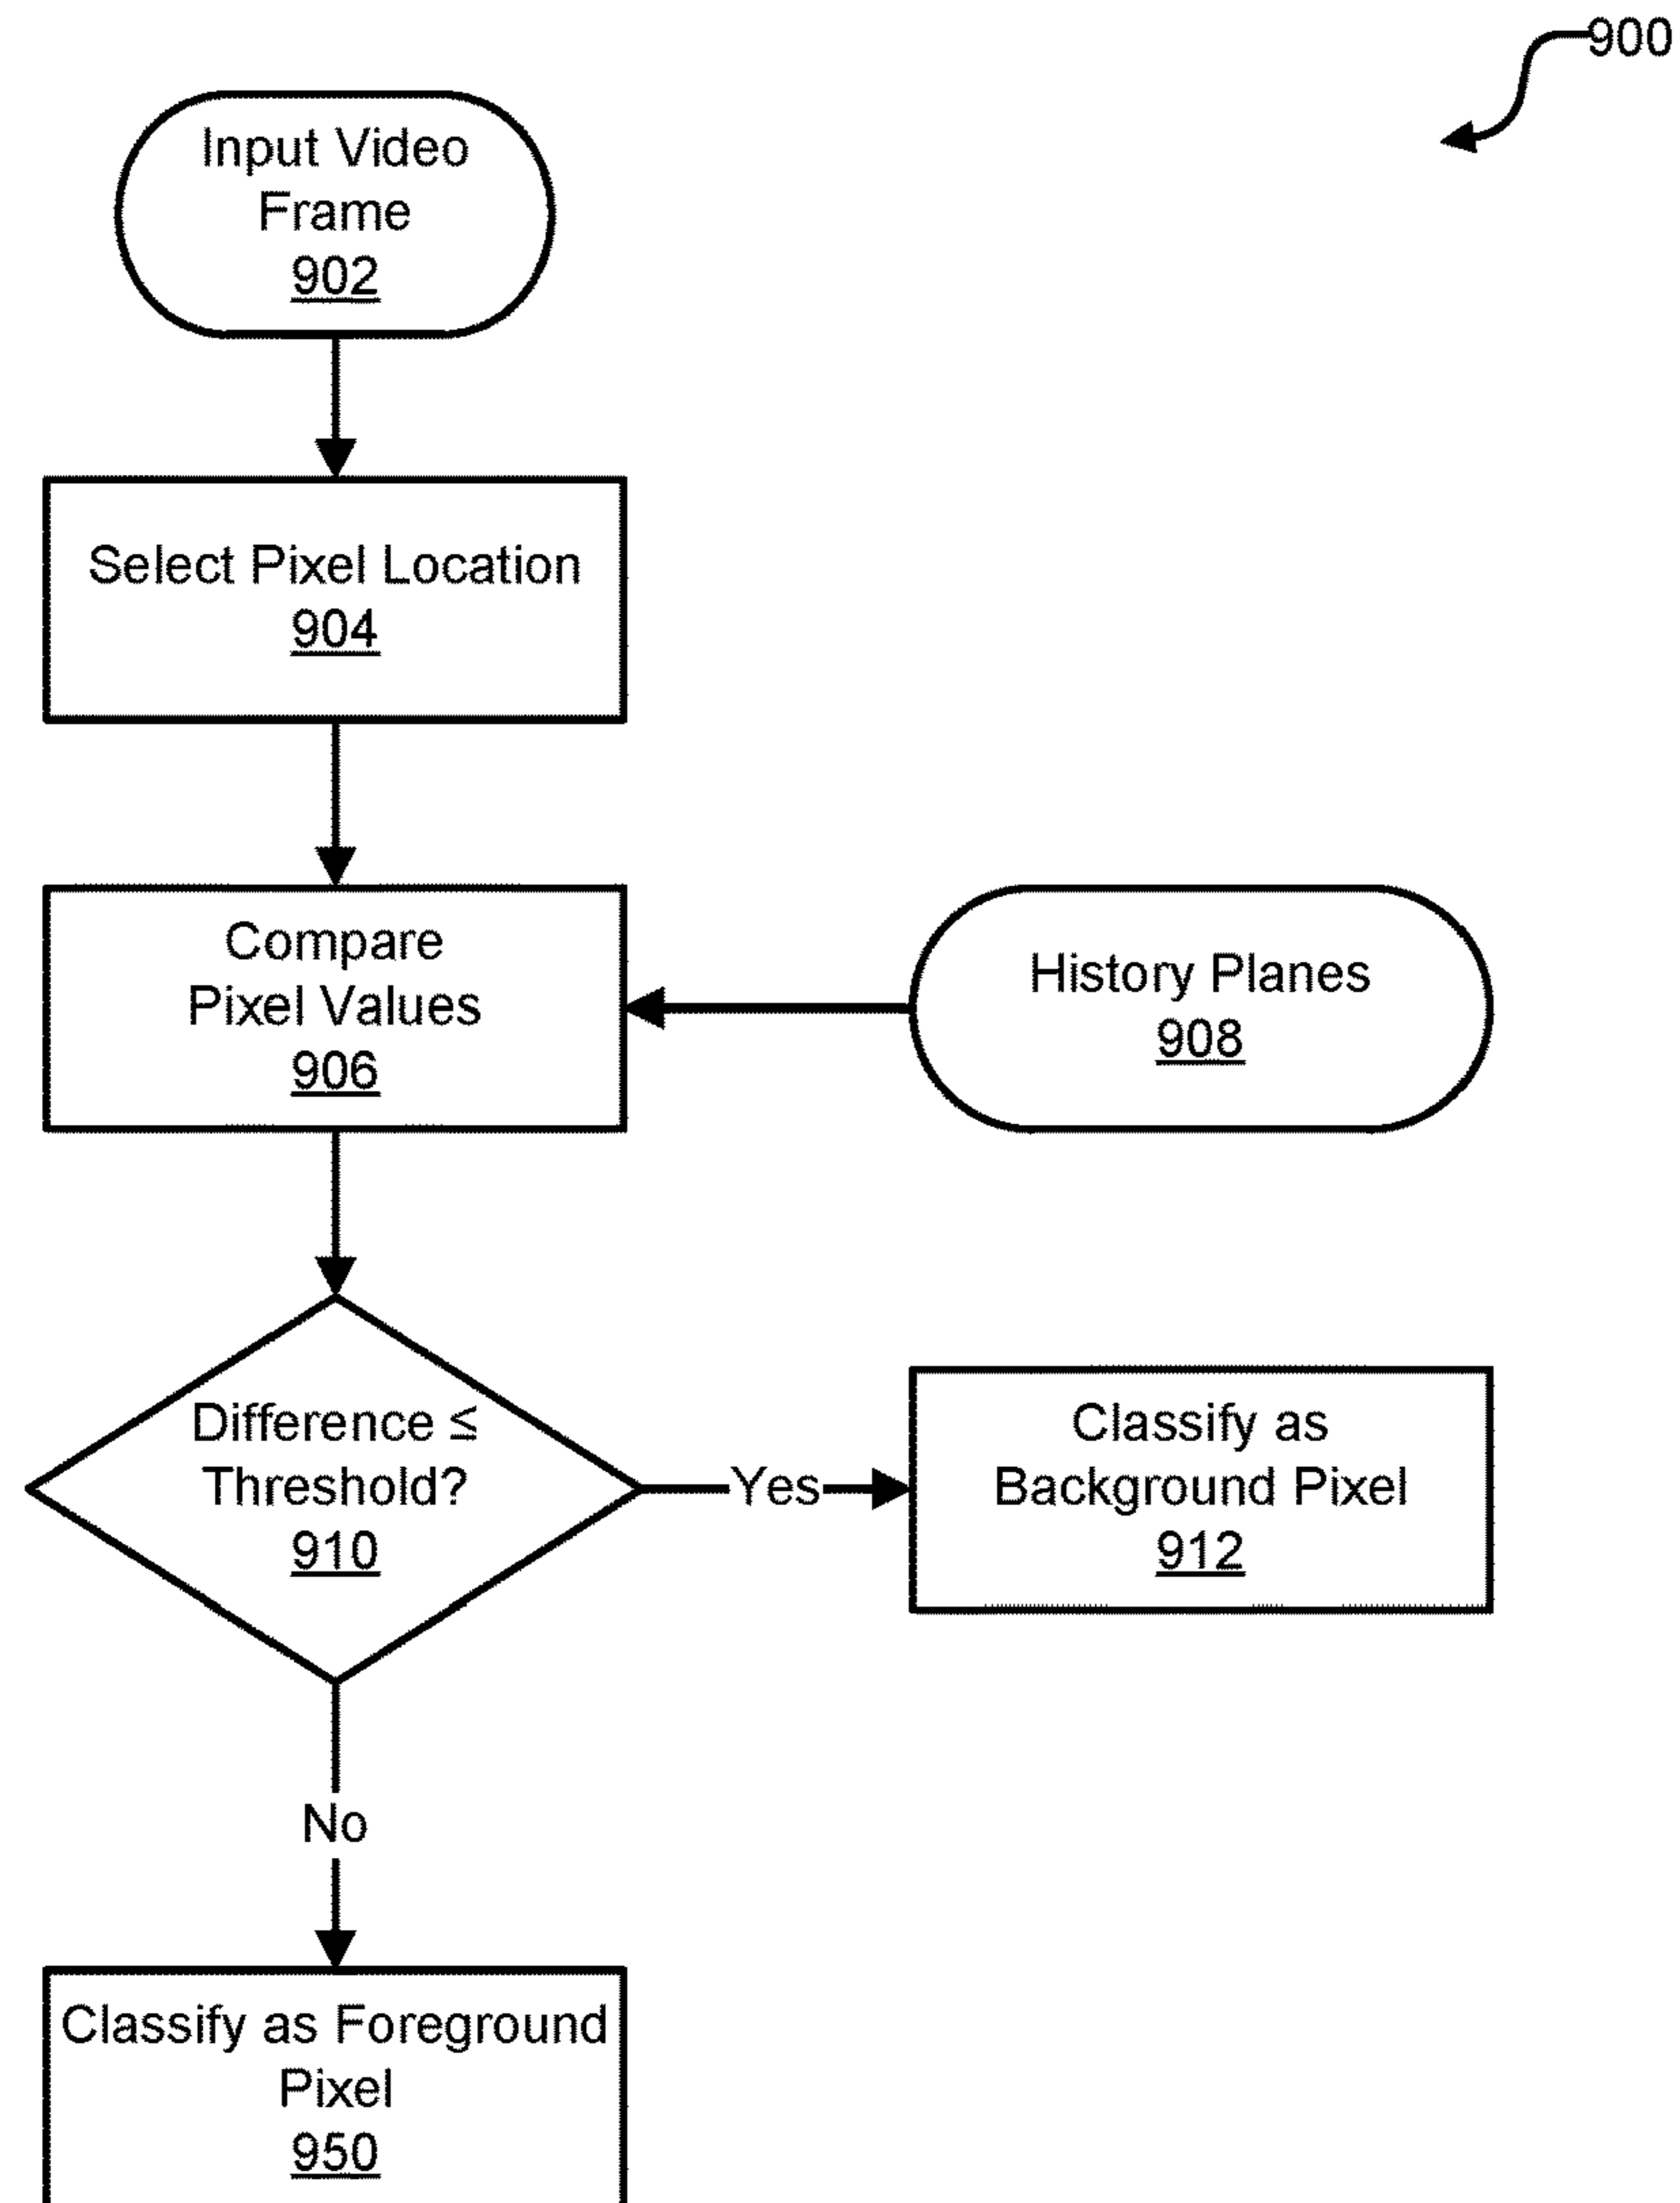 900
Input Video
Frame
902
Select Pixel Location
904
Compare
Pixel Values
906
History Planes
908
Difference ≤
Threshold?
910
Yes
Classify as
Background Pixel
912
No
Classify as Foreground
Pixel
950